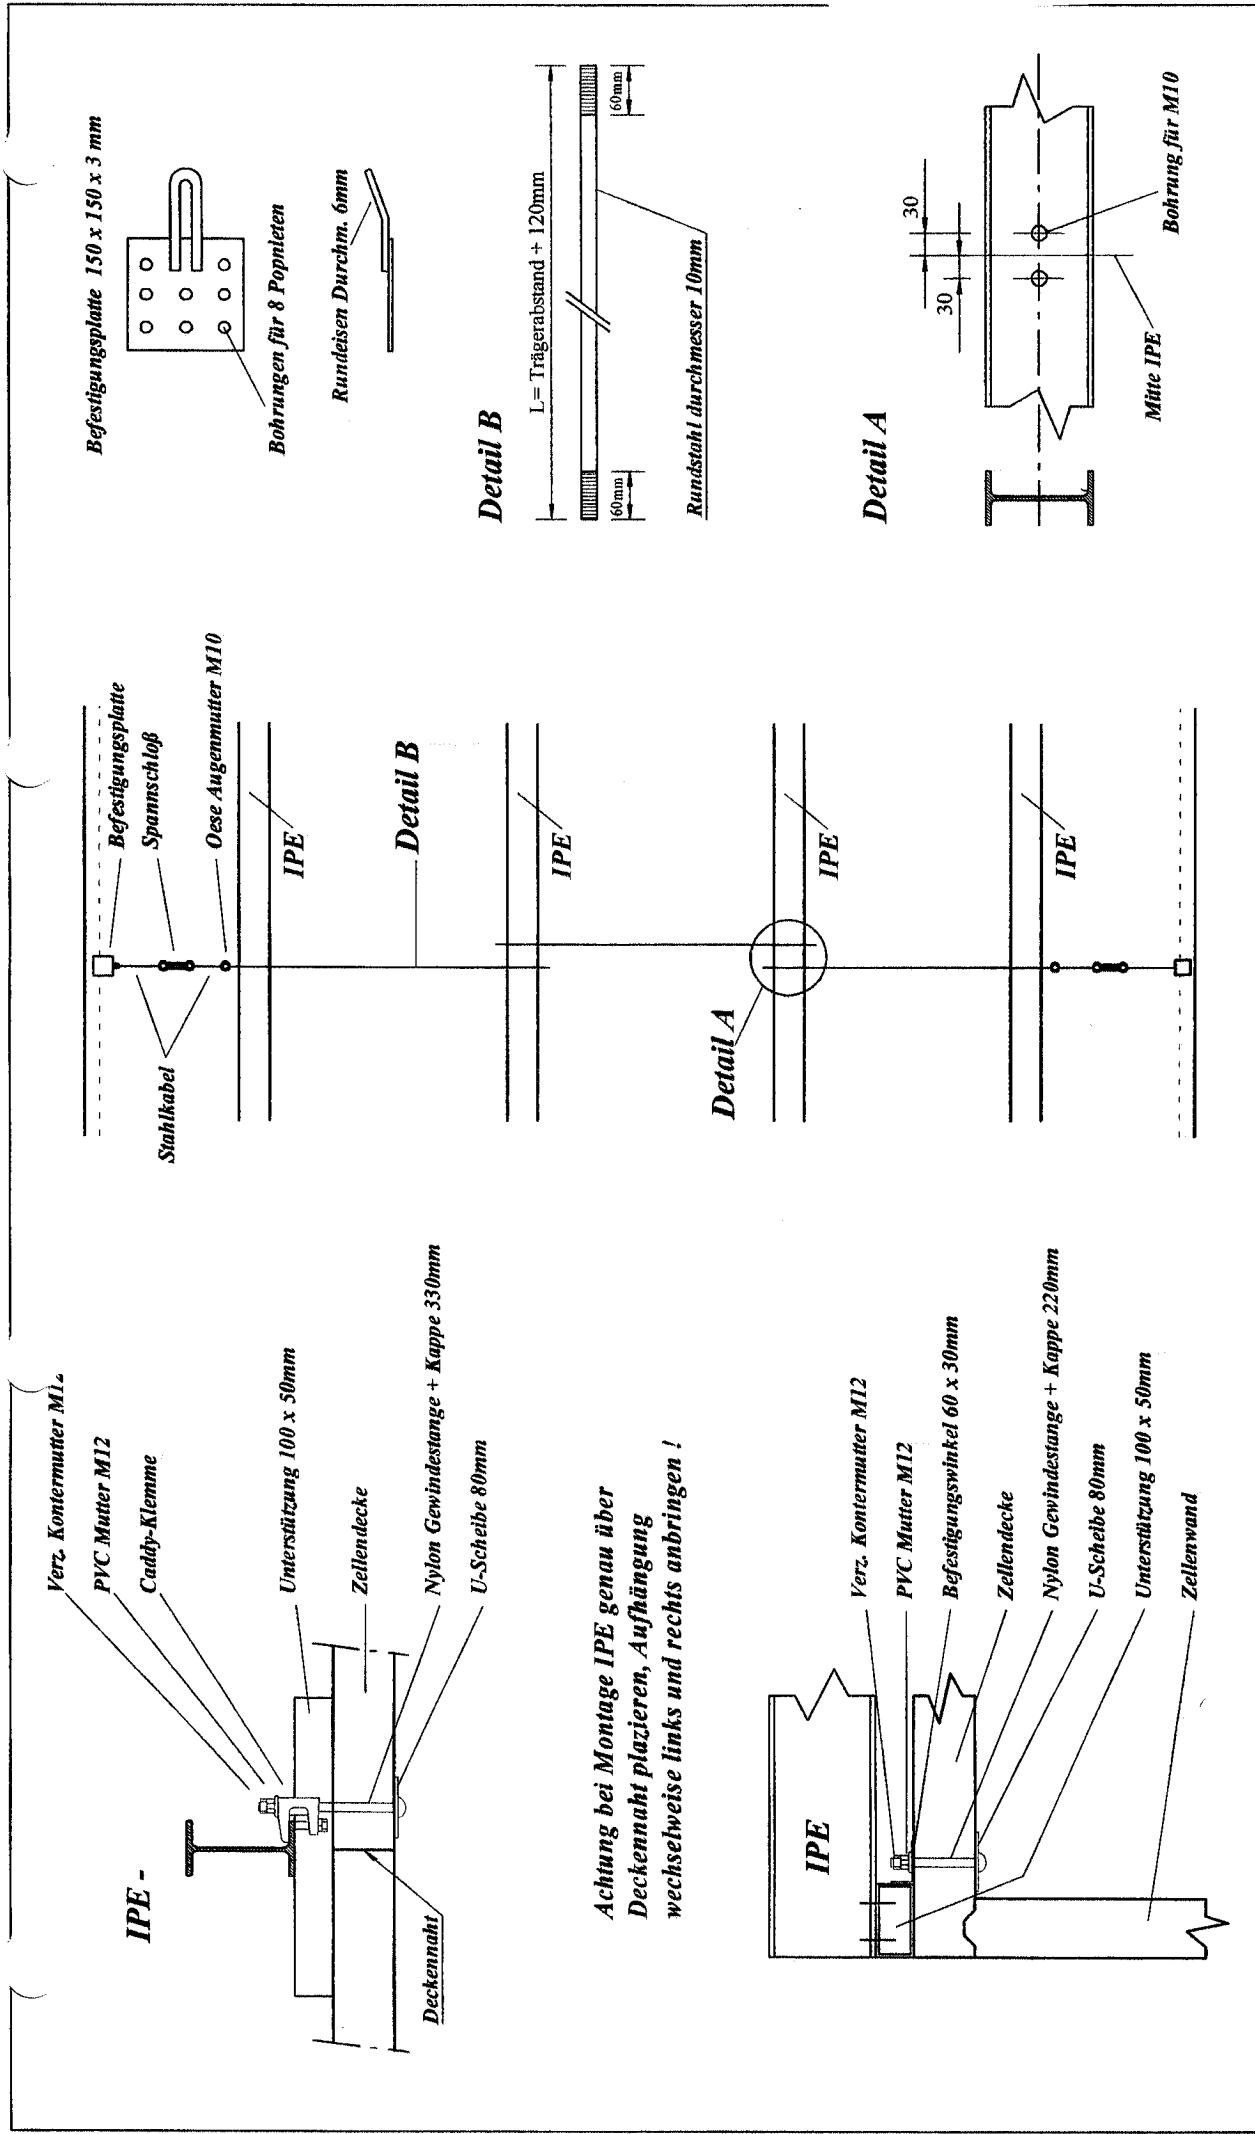 IPE -
Verz. Kontermutter M12
PVC Mutter M12
Caddy-Klemme
Unterstützung 100 x 50mm
Zellendecke
Nylon Gewindestange + Kappe 330mm
U-Scheibe 80mm
Deckennaht
Achtung bei Montage IPE genau über
Deckennaht plazieren, Aufhängung
wechselweise links und rechts anbringen !
IPE
Verz. Kontermutter M12
PVC Mutter M12
Befestigungswinkel 60 x 30mm
Zellendecke
Nylon Gewindestange + Kappe 220mm
U-Scheibe 80mm
Unterstützung 100 x 50mm
Zellenwand
Befestigungsplatte
Spannschloß
Oese Augenmutter M10
Stahlkabel
IPE
Detail B
IPE
IPE
Detail A
IPE
Befestigungsplatte 150 x 150 x 3 mm
Bohrungen für 8 Popnieten
Rundeisen Durchm. 6mm
Detail B
L= Trägerabstand + 120mm
60mm
60mm
Rundstahl durchmesser 10mm
Detail A
30
30
Mitte IPE
Bohrung für M10